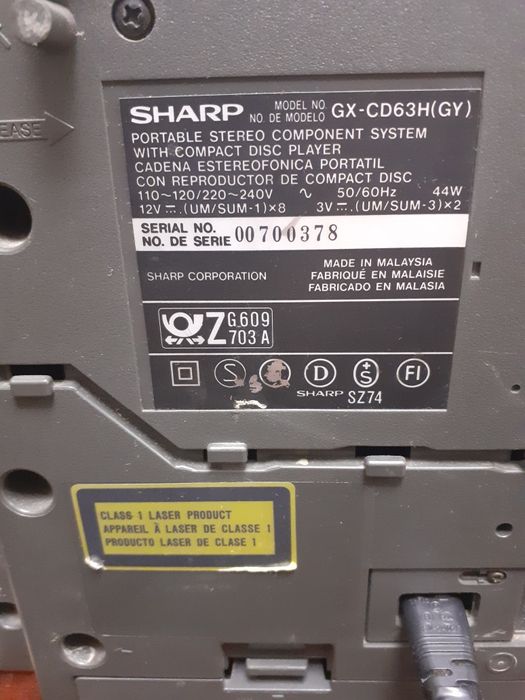 EASE
SHARP MODEL NO. NO. DE MODELO GX-CD63H(GY)
PORTABLE STEREO COMPONENT SYSTEM
WITH COMPACT DISC PLAYER
CADENA ESTEREOFONICA PORTATIL
CON REPRODUCTOR DE COMPACT DISC
110~120/220~240V ∼ 50/60Hz 44W
12V ⎓.(UM/SUM-1)×8 3V ⎓.(UM/SUM-3)×2
SERIAL NO.
NO. DE SERIE 00700378
MADE IN MALAYSIA
SHARP CORPORATION FABRIQUÉ EN MALAISIE
FABRICADO EN MALASIA
Z G.609
703 A
S S D S FI
SHARP SZ74
CLASS 1 LASER PRODUCT
APPAREIL À LASER DE CLASSE 1
PRODUCTO LASER DE CLASE 1